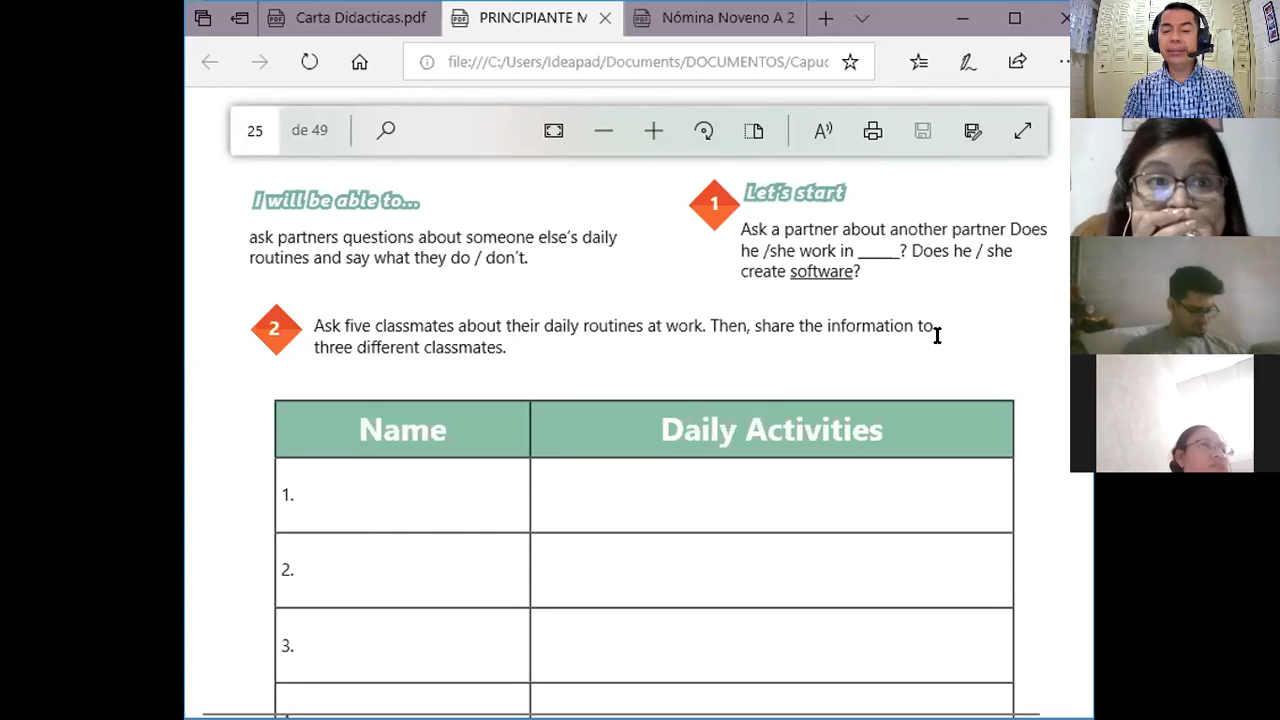 Carta Didacticas.pdf
PRINCIPIANTE M
Nómina Noveno A 2
file:///C:/Users/Ideapad/Documents/DOCUMENTOS/Capuc
25
de 49
I will be able to...
ask partners questions about someone else's daily
routines and say what they do / don't.
1
Let's start
Ask a partner about another partner Does
he /she work in _____? Does he / she
create software?
2
Ask five classmates about their daily routines at work. Then, share the information to
three different classmates.
Name
Daily Activities
1.
2.
3.